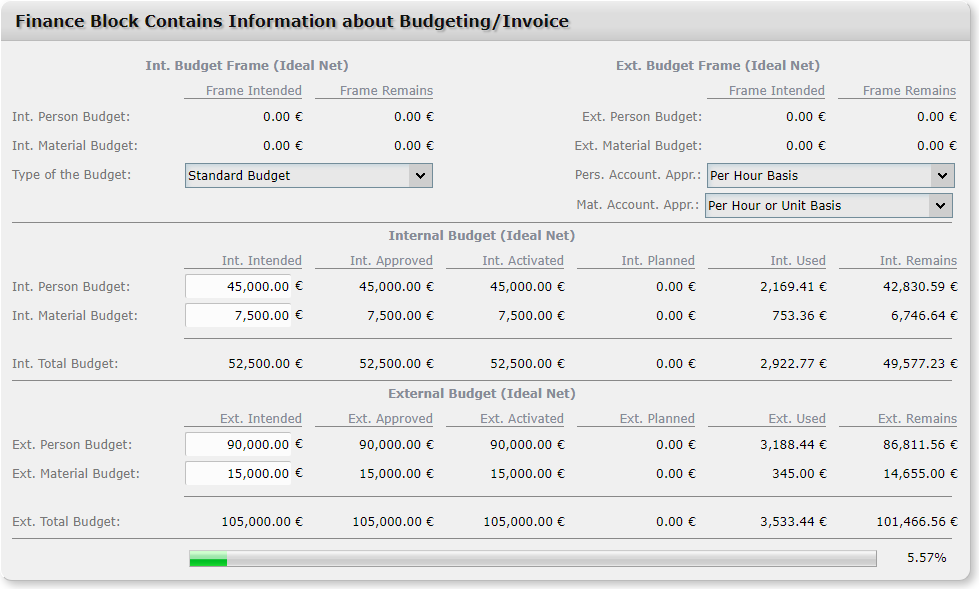 Finance Block Contains Information about Budgeting/Invoice
Int. Budget Frame (Ideal Net) Ext. Budget Frame (Ideal Net)
Frame Intended Frame Remains Frame Intended Frame Remains
Int. Person Budget: 0.00 € 0.00 € Ext. Person Budget: 0.00 € 0.00 €
Int. Material Budget: 0.00 € 0.00 € Ext. Material Budget: 0.00 € 0.00 €
Type of the Budget: Standard Budget Pers. Account. Appr.: Per Hour Basis
Mat. Account. Appr.: Per Hour or Unit Basis
Internal Budget (Ideal Net)
Int. Intended Int. Approved Int. Activated Int. Planned Int. Used Int. Remains
Int. Person Budget: 45,000.00 € 45,000.00 € 45,000.00 € 0.00 € 2,169.41 € 42,830.59 €
Int. Material Budget: 7,500.00 € 7,500.00 € 7,500.00 € 0.00 € 753.36 € 6,746.64 €
Int. Total Budget: 52,500.00 € 52,500.00 € 52,500.00 € 0.00 € 2,922.77 € 49,577.23 €
External Budget (Ideal Net)
Ext. Intended Ext. Approved Ext. Activated Ext. Planned Ext. Used Ext. Remains
Ext. Person Budget: 90,000.00 € 90,000.00 € 90,000.00 € 0.00 € 3,188.44 € 86,811.56 €
Ext. Material Budget: 15,000.00 € 15,000.00 € 15,000.00 € 0.00 € 345.00 € 14,655.00 €
Ext. Total Budget: 105,000.00 € 105,000.00 € 105,000.00 € 0.00 € 3,533.44 € 101,466.56 €
5.57%